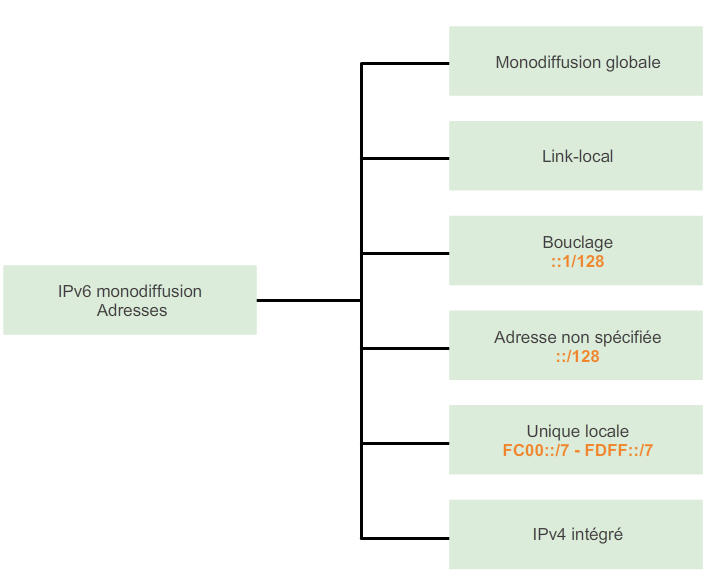 Monodiffusion globale
Link-local
Bouclage
::1/128
IPv6 monodiffusion
Adresses
Adresse non spécifiée
::/128
Unique locale
FC00::/7 - FDFF::/7
IPv4 intégré